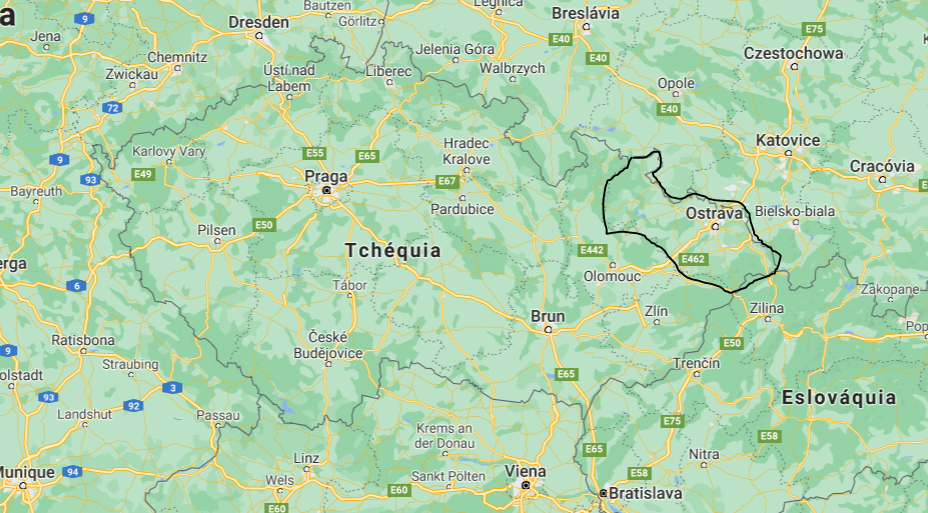 a
9
Jena
Dresden
Bautzen
Görlitz
Legnica
Breslávia
E75
E40
E40
Chemnitz
Zwickau
Ústí nad
Labem
Liberec
Jelenia Góra
Walbrzych
Czestochowa
72
Opole
E40
Katovice
Cracóvia
9
93
Bayreuth
Karlovy Vary
E49
E55
E65
Praga
Hradec
Kralove
E67
Pardubice
Ostrava
Bielsko-biala
E50
Pilsen
Tchéquia
E442
E462
Olomouc
erga
6
Tábor
Brun
Zlín
Zilina
Zakopane
Pop
Ratisbona
9
olstadt
Straubing
České
Budějovice
E50
Trenčín
E65
3
93
92
Landshut
Passau
Eslováquia
E75
E58
Krems an
der Donau
E65
Nitra
Munique
94
Linz
Wels
Sankt Pölten
E60
Viena
E58
Bratislava
E60